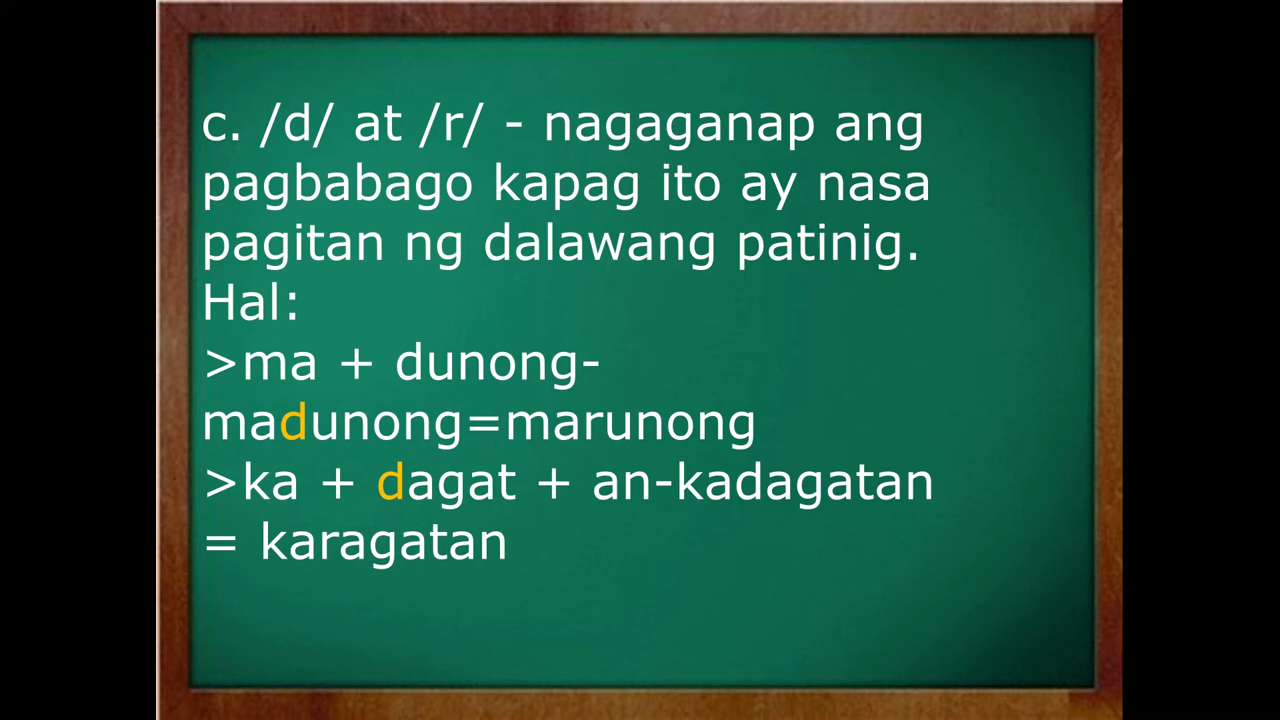 c. /d/ at /r/ - nagaganap ang
pagbabago kapag ito ay nasa
pagitan ng dalawang patinig.
Hal:
>ma + dunong-
madunong=marunong
>ka + dagat + an-kadagatan
= karagatan